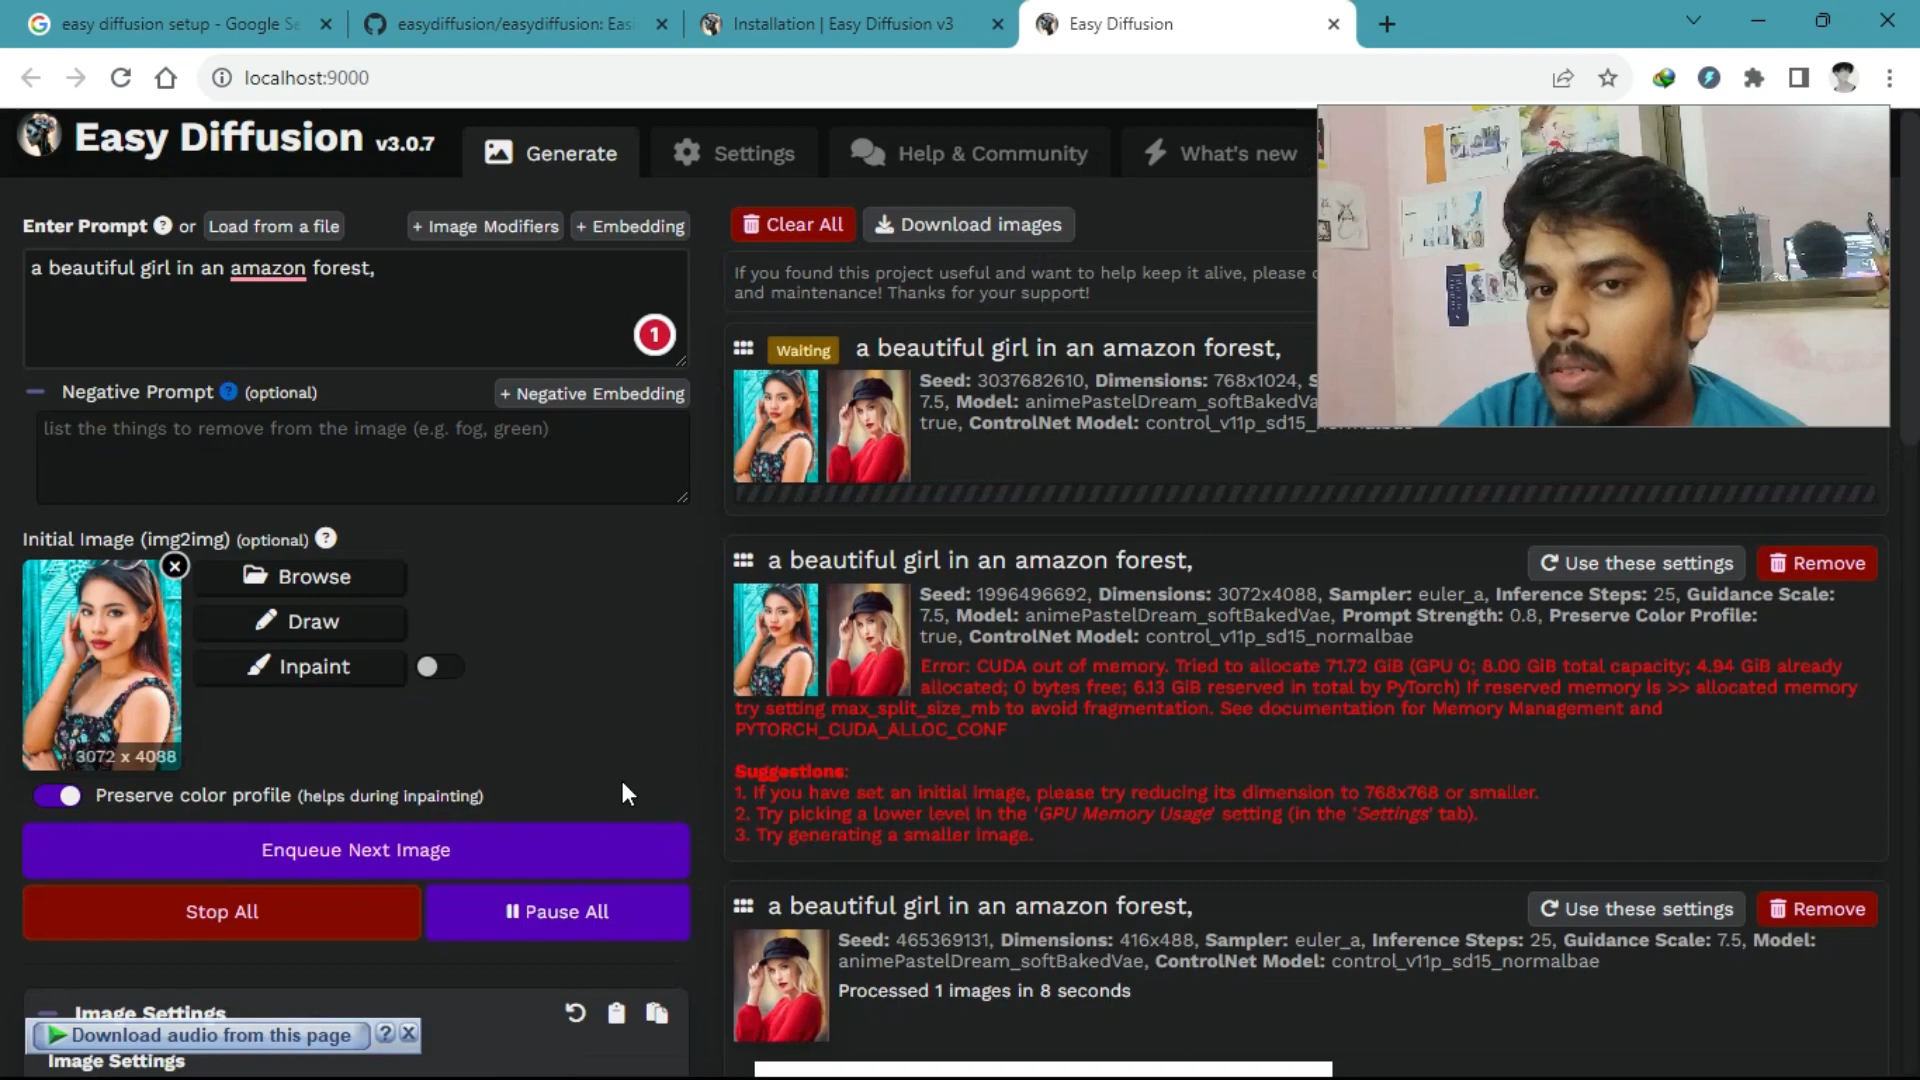 easy diffusion setup - Google Se
easydiffusion/easydiffusion: Eas
Installation | Easy Diffusion v3
Easy Diffusion
localhost:9000
Easy Diffusion v3.0.7
Generate
Settings
Help & Community
What's new
Enter Prompt ? or
Load from a file
+ Image Modifiers
+ Embedding
a beautiful girl in an amazon forest,
1
Negative Prompt ? (optional)
+ Negative Embedding
list the things to remove from the image (e.g. fog, green)
Initial Image (img2img) (optional) ?
Browse
Draw
Inpaint
3072 x 4088
Preserve color profile (helps during inpainting)
Enqueue Next Image
Stop All
Pause All
Image Settings
Download audio from this page ? X
Image Settings
Clear All
Download images
If you found this project useful and want to help keep it alive, please
and maintenance! Thanks for your support!
Waiting
a beautiful girl in an amazon forest,
Seed: 3037682610, Dimensions: 768x1024, S
7.5, Model: animePastelDream_softBakedVa
true, ControlNet Model: control_v11p_sd15_normalbae
a beautiful girl in an amazon forest,
Use these settings
Remove
Seed: 1996496692, Dimensions: 3072x4088, Sampler: euler_a, Inference Steps: 25, Guidance Scale:
7.5, Model: animePastelDream_softBakedVae, Prompt Strength: 0.8, Preserve Color Profile:
true, ControlNet Model: control_v11p_sd15_normalbae
Error: CUDA out of memory. Tried to allocate 71.72 GiB (GPU 0; 8.00 GiB total capacity; 4.94 GiB already
allocated; 0 bytes free; 6.13 GiB reserved in total by PyTorch) If reserved memory is >> allocated memory
try setting max_split_size_mb to avoid fragmentation. See documentation for Memory Management and
PYTORCH_CUDA_ALLOC_CONF
Suggestions:
1. If you have set an initial image, please try reducing its dimension to 768x768 or smaller.
2. Try picking a lower level in the 'GPU Memory Usage' setting (in the 'Settings' tab).
3. Try generating a smaller image.
a beautiful girl in an amazon forest,
Use these settings
Remove
Seed: 465369131, Dimensions: 416x488, Sampler: euler_a, Inference Steps: 25, Guidance Scale: 7.5, Model:
animePastelDream_softBakedVae, ControlNet Model: control_v11p_sd15_normalbae
Processed 1 images in 8 seconds